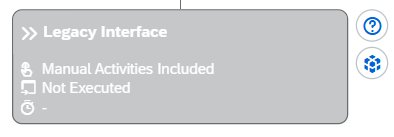 Legacy Interface
Manual Activities Included
Not Executed
-